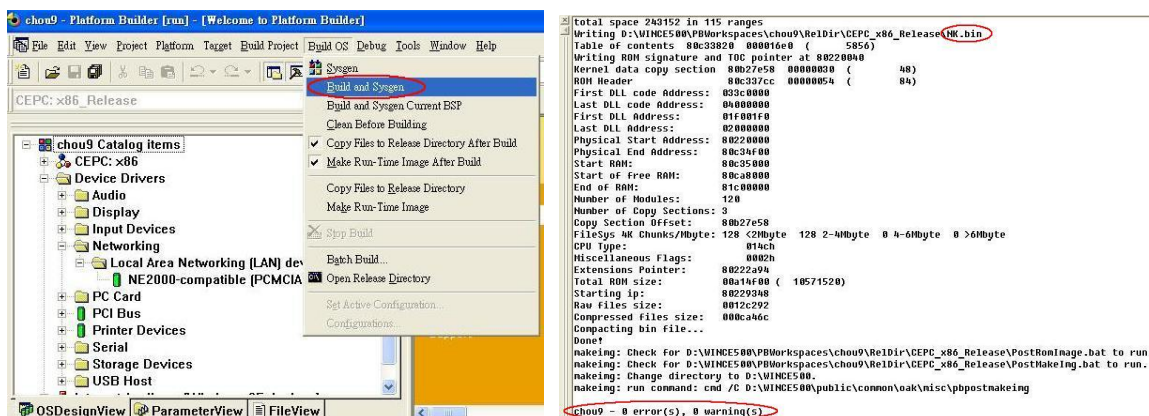 chou9 - Platform Builder [run] - [Welcome to Platform Builder]
File Edit View Project Platform Target Build Project Build OS Debug Tools Window Help
CEPC: x86_Release
Sysgen
Build and Sysgen
Build and Sysgen Current BSP
Clean Before Building
Copy Files to Release Directory After Build
Make Run-Time Image After Build
Copy Files to Release Directory
Make Run-Time Image
Stop Build
Batch Build...
Open Release Directory
Set Active Configuration...
Configurations...
chou9 Catalog items
CEPC: x86
Device Drivers
Audio
Display
Input Devices
Networking
Local Area Networking (LAN) dev
NE2000-compatible (PCMCIA
PC Card
PCI Bus
Printer Devices
Serial
Storage Devices
USB Host
OSDesignView ParameterView FileView
total space 243152 in 115 ranges
Writing D:\WINCE500\PBWorkspaces\chou9\RelDir\CEPC_x86_Release\NK.bin
Table of contents 80c33820 000016e0 ( 5856)
Writing ROM signature and TOC pointer at 80220040
Kernel data copy section 80b27e58 00000030 ( 48)
ROM Header 80c337cc 00000054 ( 84)
First DLL code Address: 033c0000
Last DLL code Address: 04000000
First DLL Address: 01f001f0
Last DLL Address: 02000000
Physical Start Address: 80220000
Physical End Address: 80c34f00
Start RAM: 80c35000
Start of free RAM: 80ca8000
End of RAM: 81c00000
Number of Modules: 120
Number of Copy Sections: 3
Copy Section Offset: 80b27e58
FileSys 4K Chunks/Mbyte: 128 <2Mbyte 128 2-4Mbyte 0 4-6Mbyte 0 >6Mbyte
CPU Type: 014ch
Miscellaneous Flags: 0002h
Extensions Pointer: 80222a94
Total ROM size: 00a14f00 ( 10571520)
Starting ip: 80229348
Raw files size: 0012c292
Compressed files size: 000ca46c
Compacting bin file...
Done!
makeimg: Check for D:\WINCE500\PBWorkspaces\chou9\RelDir\CEPC_x86_Release\PostRomImage.bat to run
makeimg: Check for D:\WINCE500\PBWorkspaces\chou9\RelDir\CEPC_x86_Release\PostMakeImg.bat to run.
makeimg: Change directory to D:\WINCE500.
makeimg: run command: cmd /C D:\WINCE500\public\common\oak\misc\pbpostmakeimg
chou9 - 0 error(s), 0 warning(s)